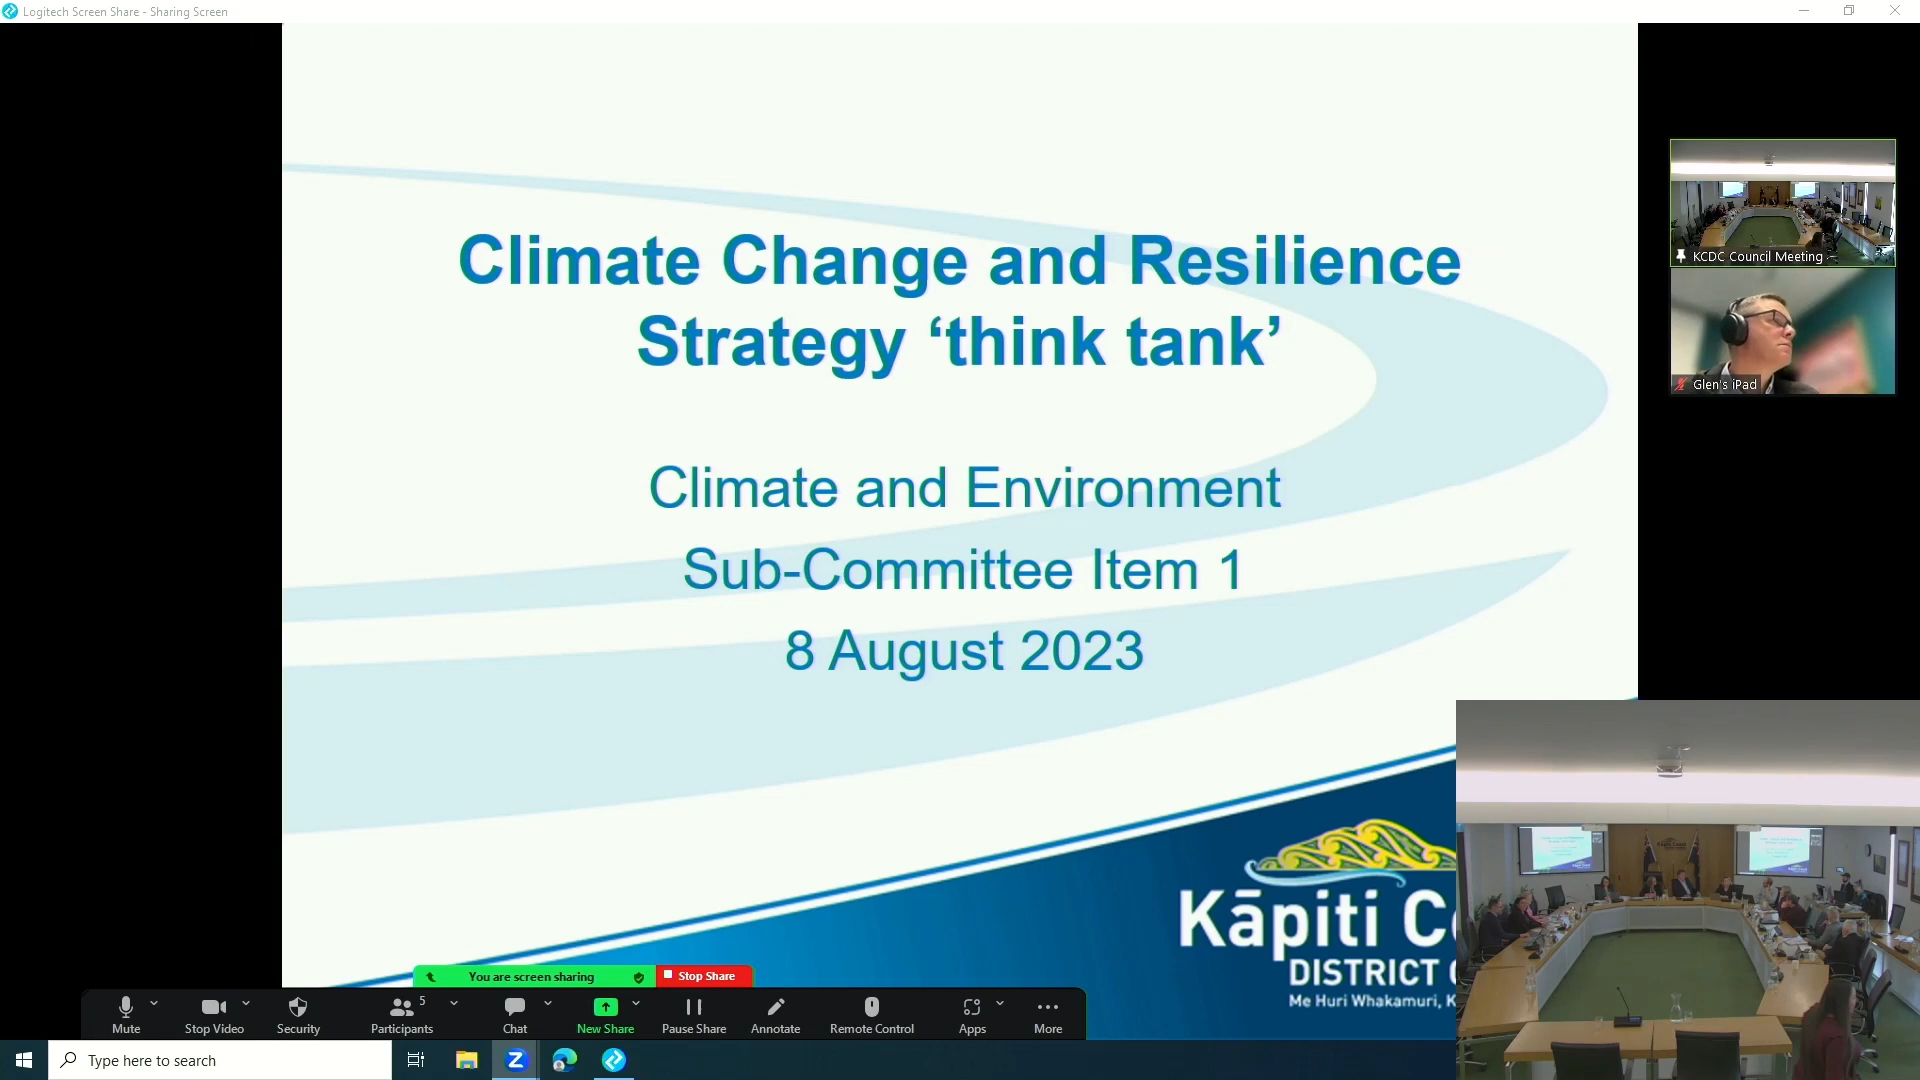 Logitech Screen Share - Sharing Screen
Climate Change and Resilience
Strategy ‘think tank’
Climate and Environment
Sub-Committee Item 1
8 August 2023
KCDC Council Meeting
Glen's iPad
Kāpiti Co
DISTRICT C
Me Huri Whakamuri, K
You are screen sharing
Stop Share
Mute
Stop Video
Security
Participants
5
Chat
New Share
Pause Share
Annotate
Remote Control
Apps
More
Type here to search